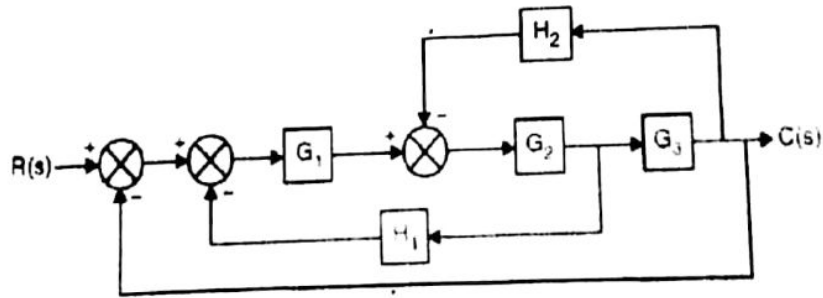 H2
R(s)
+
-
+
-
G1
+
-
G2
G3
C(s)
H1